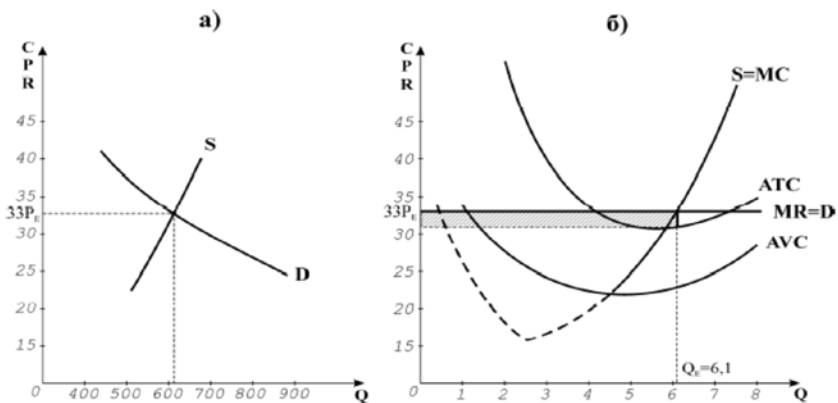 а)
C
P
R
45
40
35
33P_E
30
25
20
15
0
400 500 600 700 800 900
Q
S
D
б)
C
P
R
45
40
35
33P_E
30
25
20
15
0
1 2 3 4 5 6 7 8
Q
S=MC
ATC
MR=D
AVC
Q_E=6,1